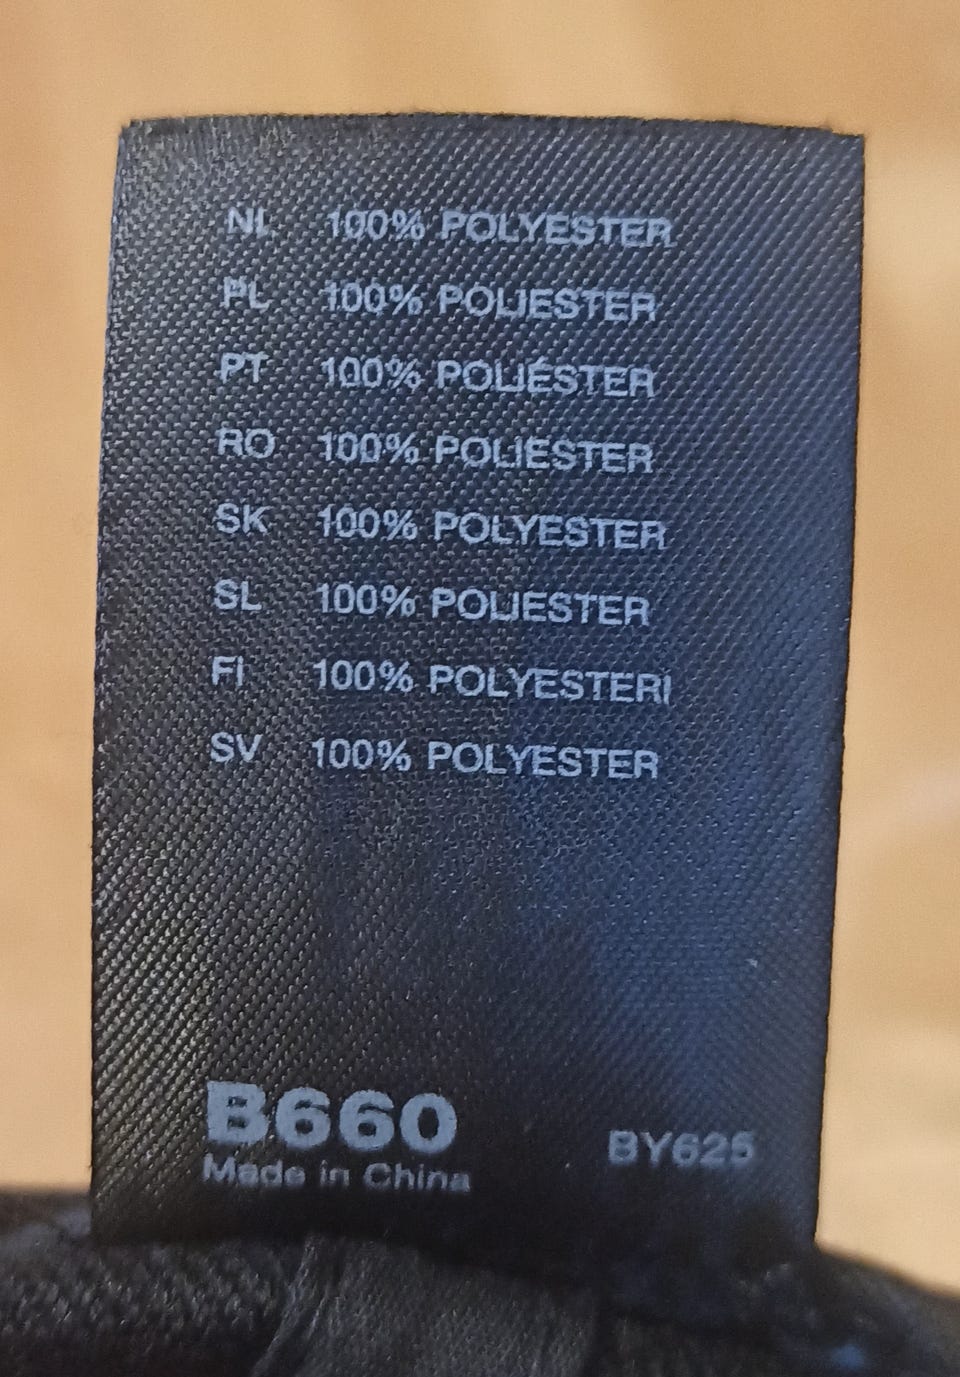 NL 100% POLYESTER
PL 100% POLIESTER
PT 100% POLIÉSTER
RO 100% POLIESTER
SK 100% POLYESTER
SL 100% POLIESTER
FI 100% POLYESTERI
SV 100% POLYESTER
B660 BY625
Made in China